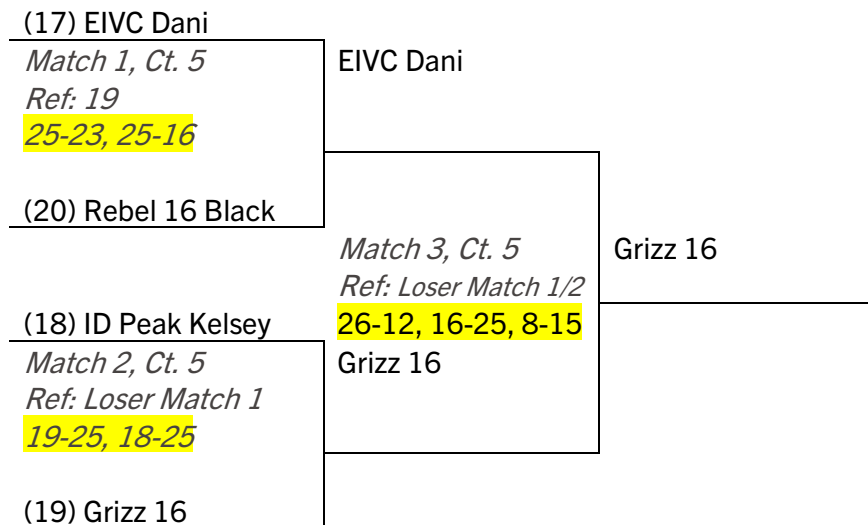 (17) EIVC Dani
Match 1, Ct. 5
EIVC Dani
Ref: 19
25-23, 25-16
(20) Rebel 16 Black
Match 3, Ct. 5
Grizz 16
Ref: Loser Match 1/2
(18) ID Peak Kelsey
26-12, 16-25, 8-15
Match 2, Ct. 5
Grizz 16
Ref: Loser Match 1
19-25, 18-25
(19) Grizz 16